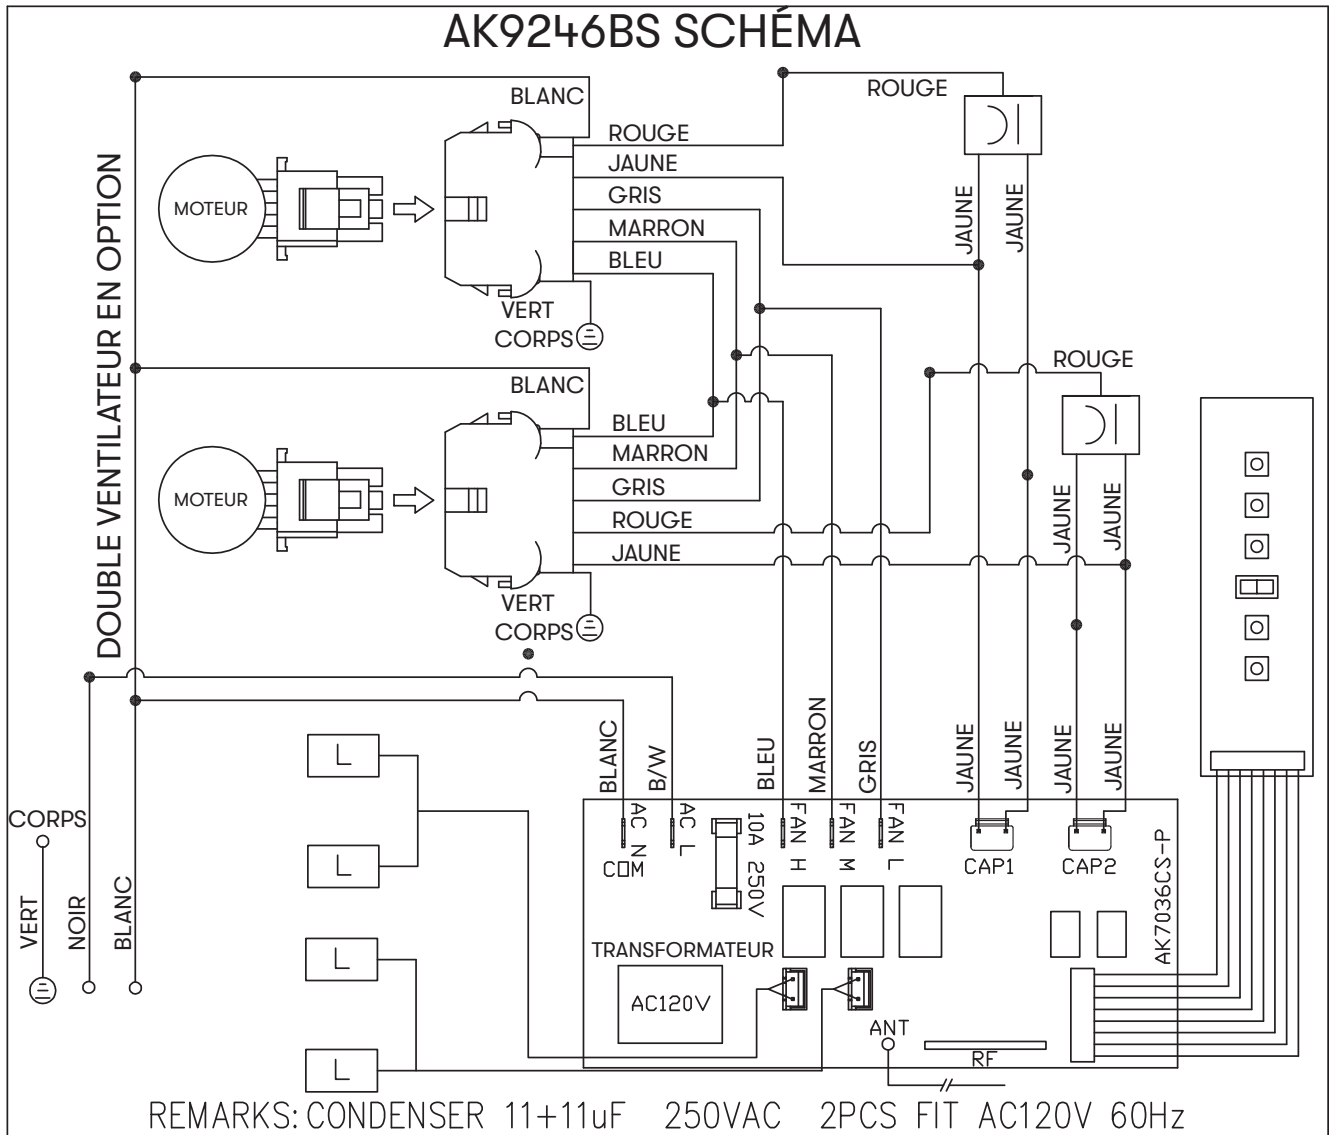 AK9246BS SCHÉMA
DOUBLE VENTILATEUR EN OPTION
BLANC
ROUGE
JAUNE
GRIS
MARRON
BLEU
VERT
CORPS
MOTEUR
ROUGE
JAUNE
JAUNE
BLANC
BLEU
MARRON
GRIS
ROUGE
JAUNE
VERT
CORPS
MOTEUR
ROUGE
JAUNE
JAUNE
BLANC
B/W
BLEU
MARRON
GRIS
JAUNE
JAUNE
JAUNE
JAUNE
L
L
L
L
CORPS
VERT
NOIR
BLANC
AC N
COM
AC L
10A 250V
FAN H
FAN M
FAN L
CAP1
CAP2
AK7036CS-P
TRANSFORMATEUR
AC120V
ANT
RF
REMARKS: CONDENSER 11+11uF 250VAC 2PCS FIT AC120V 60Hz